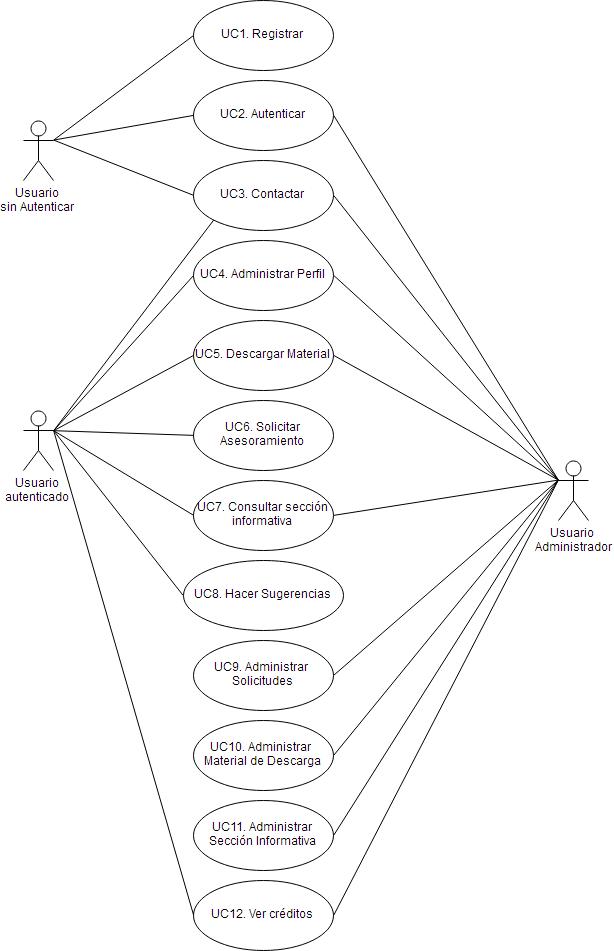 UC1. Registrar
UC2. Autenticar
Usuario
sin Autenticar
UC3. Contactar
UC4. Administrar Perfil
UC5. Descargar Material
UC6. Solicitar
Asesoramiento
Usuario
autenticado
UC7. Consultar sección
informativa
Usuario
Administrador
UC8. Hacer Sugerencias
UC9. Administrar
Solicitudes
UC10. Administrar
Material de Descarga
UC11. Administrar
Sección Informativa
UC12. Ver créditos